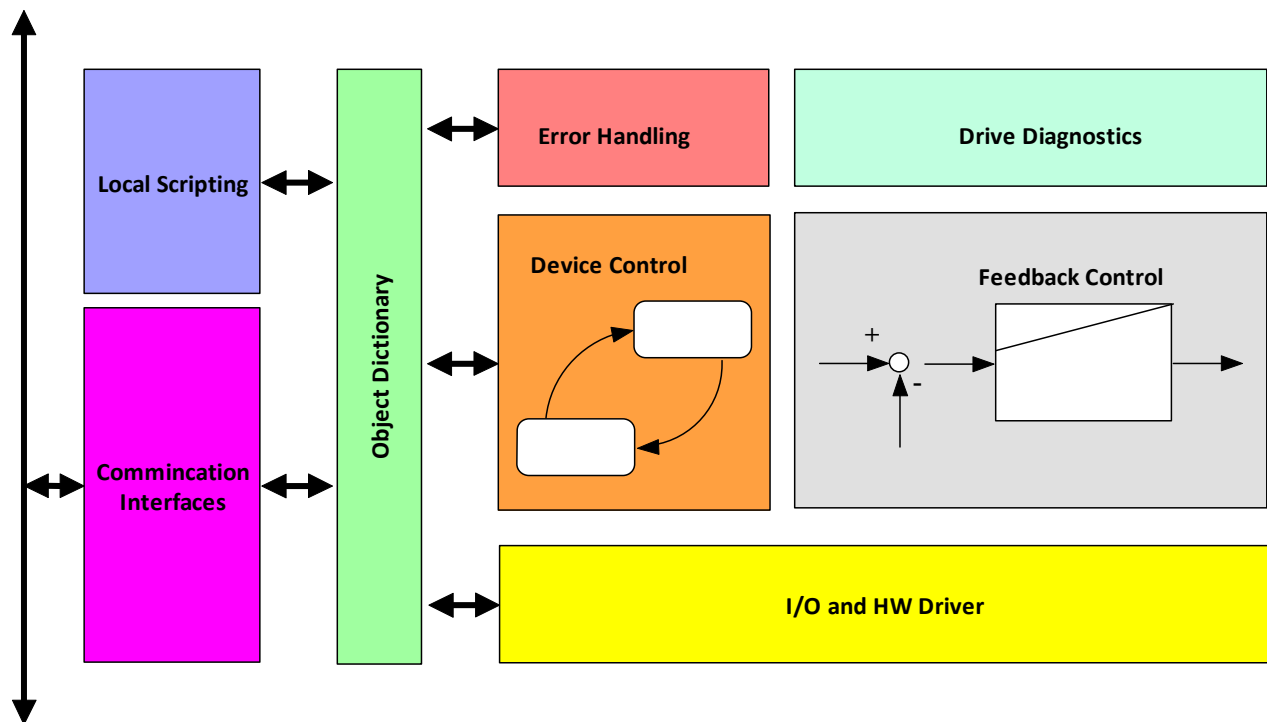 Error Handling
Drive Diagnostics
Local Scripting
Object Dictionary
Device Control
Feedback Control
+
-
Commincation
Interfaces
I/O and HW Driver